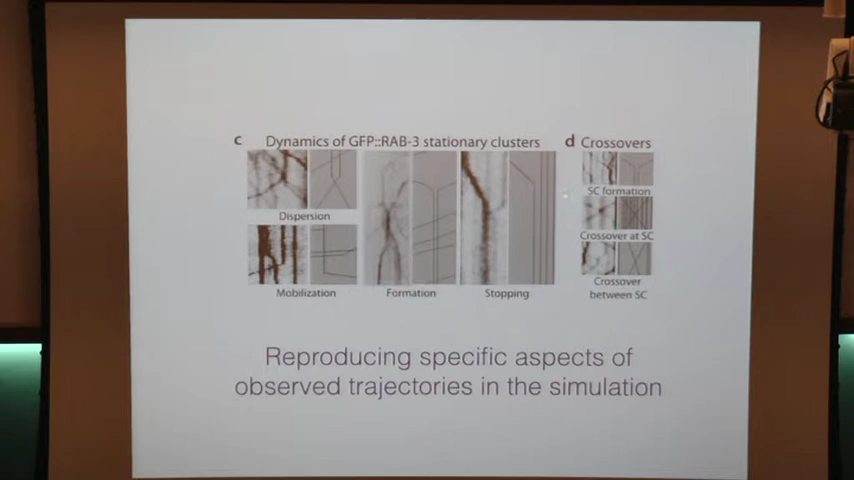 c Dynamics of GFP::RAB-3 stationary clusters
Dispersion
Mobilization
Formation
Stopping
d Crossovers
SC formation
Crossover at SC
Crossover
between SC
Reproducing specific aspects of
observed trajectories in the simulation